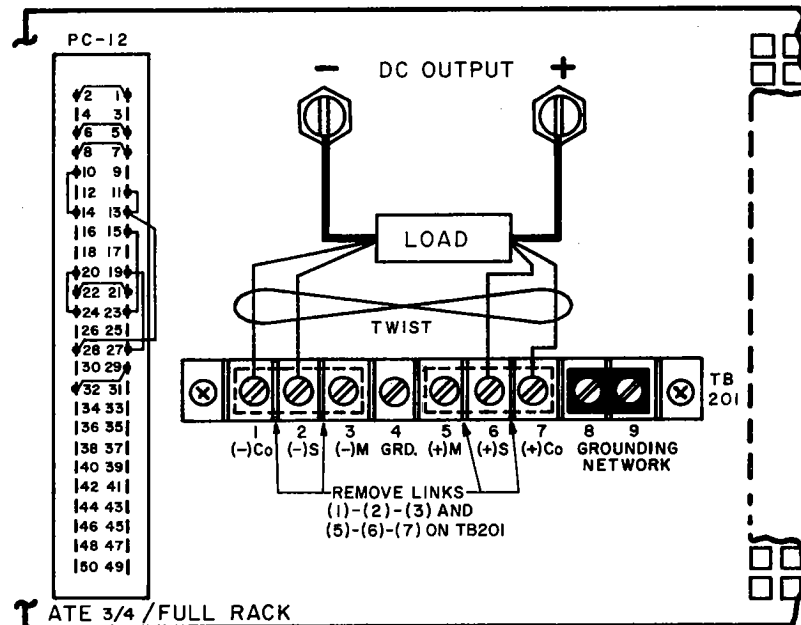 PC-12
− DC OUTPUT +
2 1
4 3
6 5
8 7
10 9
12 11
14 13
16 15
18 17
20 19
22 21
24 23
26 25
28 27
30 29
32 31
34 33
36 35
38 37
40 39
42 41
44 43
46 45
48 47
50 49
LOAD
TWIST
TB
201
1 2 3 4 5 6 7 8 9
(-)Co (-)S (-)M GRD. (+)M (+)S (+)Co GROUNDING
NETWORK
REMOVE LINKS
(1)-(2)-(3) AND
(5)-(6)-(7) ON TB201
ATE 3/4 / FULL RACK